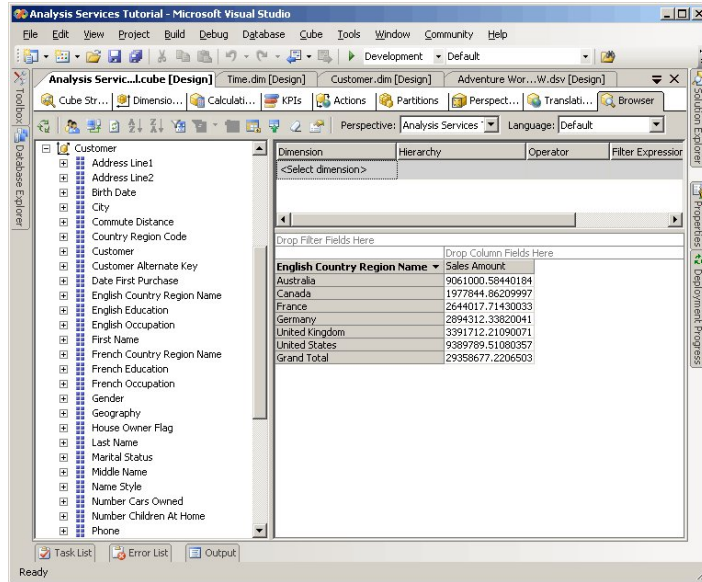 Analysis Services Tutorial - Microsoft Visual Studio
File Edit View Project Build Debug Database Cube Tools Window Community Help
Development Default
Analysis Servic...l.cube [Design] Time.dim [Design] Customer.dim [Design] Adventure Wor...W.dsv [Design]
Cube Str... Dimensio... Calculati... KPIs Actions Partitions Perspect... Translati... Browser
Perspective: Analysis Services Language: Default
Toolbox
Database Explorer
Customer
Address Line1
Address Line2
Birth Date
City
Commute Distance
Country Region Code
Customer
Customer Alternate Key
Date First Purchase
English Country Region Name
English Education
English Occupation
First Name
French Country Region Name
French Education
French Occupation
Gender
Geography
House Owner Flag
Last Name
Marital Status
Middle Name
Name Style
Number Cars Owned
Number Children At Home
Phone
Dimension Hierarchy Operator Filter Expression
<Select dimension>
Drop Filter Fields Here
Drop Column Fields Here
English Country Region Name Sales Amount
Australia 9061000.58440184
Canada 1977844.86209997
France 2644017.71430033
Germany 2894312.33820041
United Kingdom 3391712.21090071
United States 9389789.51080357
Grand Total 29358677.2206503
Solution Explorer
Properties
Deployment Progress
Task List Error List Output
Ready